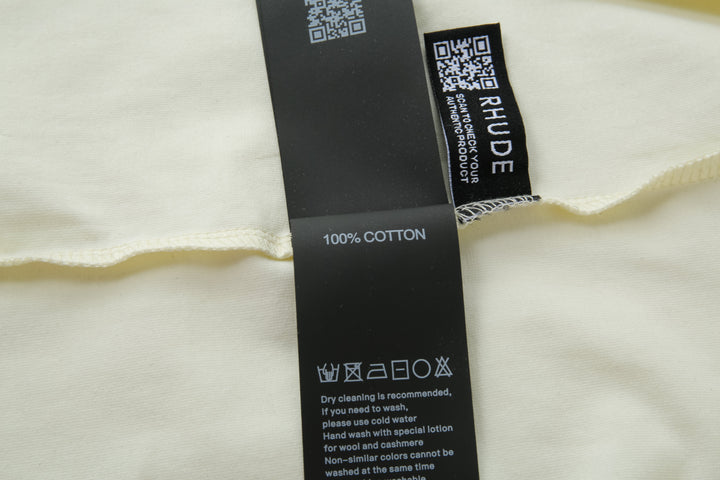 RHUDE
SCAN TO CHECK YOUR
AUTHENTIC PRODUCT
100% COTTON
Dry cleaning is recommended,
if you need to wash,
please use cold water
Hand wash with special lotion
for wool and cashmere
Non-similar colors cannot be
washed at the same time